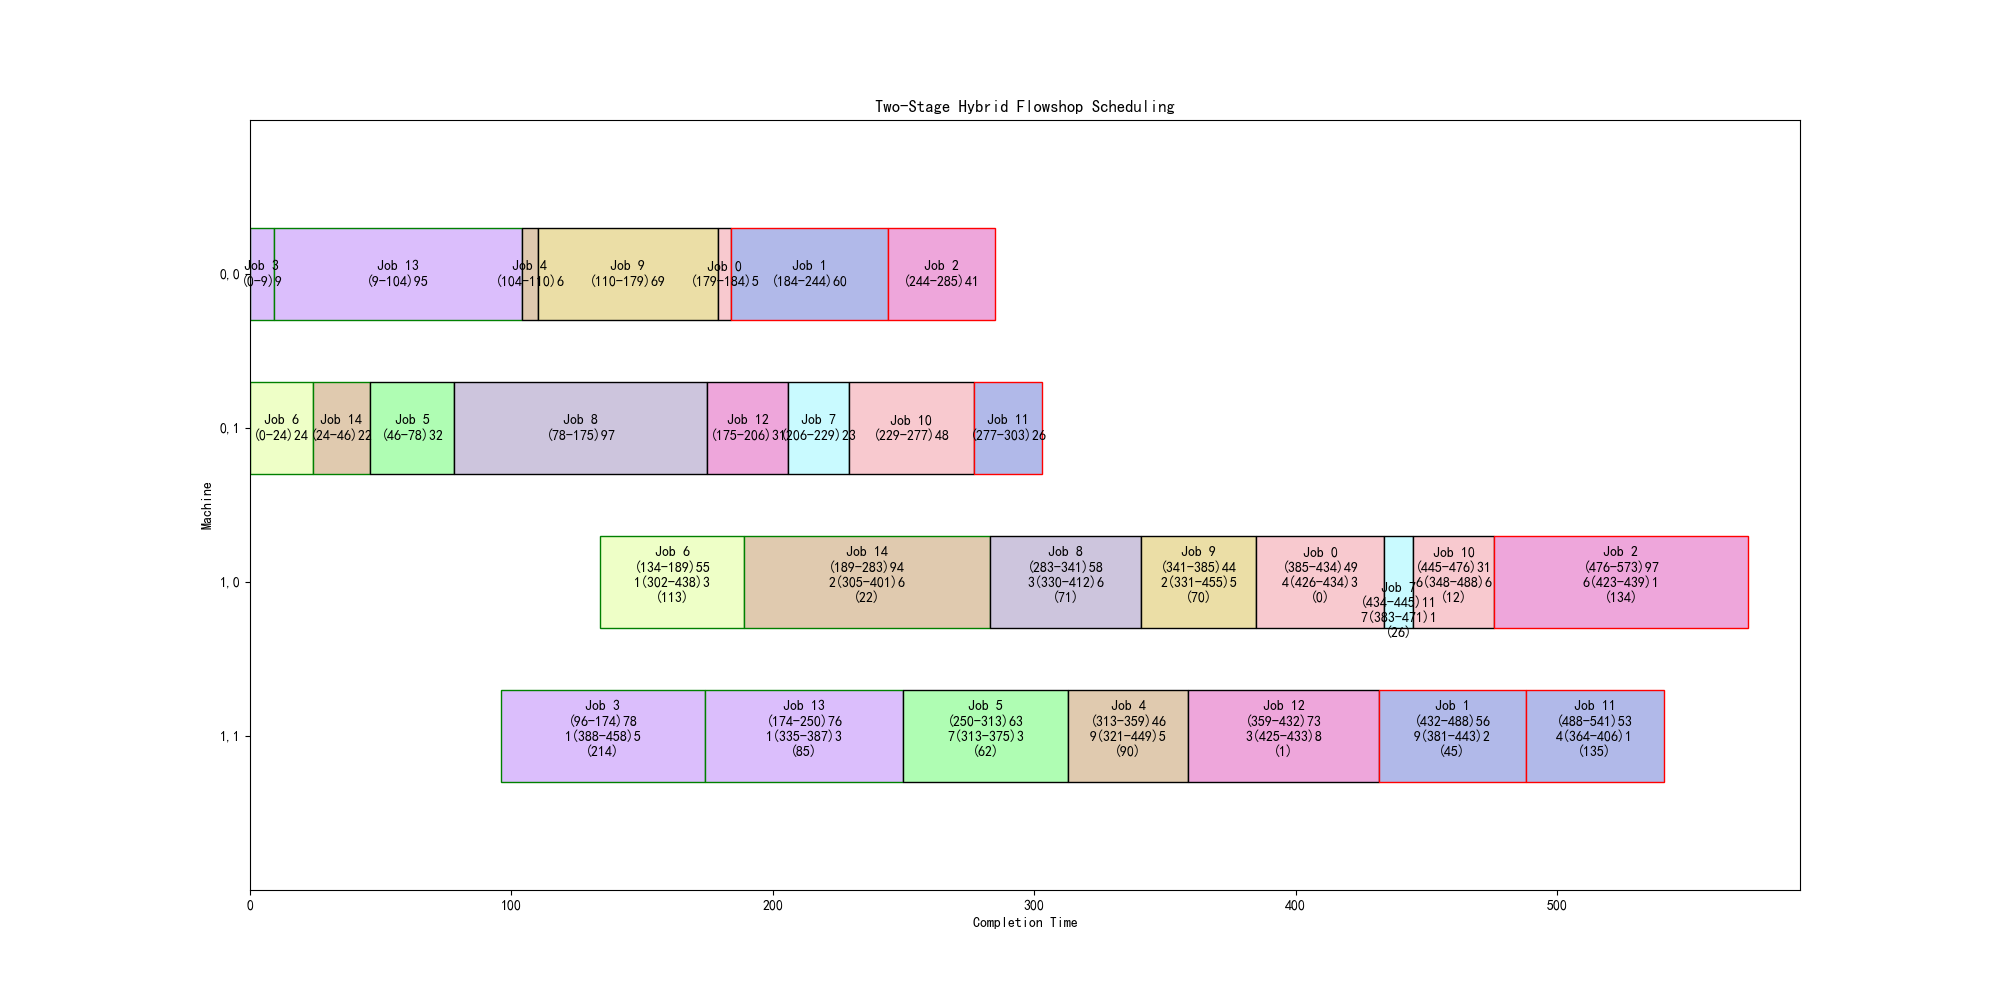 Two-Stage Hybrid Flowshop Scheduling
Machine
0,0
Job 3
(0-9)9
Job 13
(9-104)95
Job 4
(104-110)6
Job 9
(110-179)69
Job 0
(179-184)5
Job 1
(184-244)60
Job 2
(244-285)41
0,1
Job 6
(0-24)24
Job 14
(24-46)22
Job 5
(46-78)32
Job 8
(78-175)97
Job 12
(175-206)31
Job 7
(206-229)23
Job 10
(229-277)48
Job 11
(277-303)26
1,0
Job 6
(134-189)55
1(302-438)3
(113)
Job 14
(189-283)94
2(305-401)6
(22)
Job 8
(283-341)58
3(330-412)6
(71)
Job 9
(341-385)44
2(331-455)5
(70)
Job 0
(385-434)49
4(426-434)3
(0)
Job 7
(434-445)11
7(383-471)1
(26)
Job 10
(445-476)31
6(348-488)6
(12)
Job 2
(476-573)97
6(423-439)1
(134)
1,1
Job 3
(96-174)78
1(388-458)5
(214)
Job 13
(174-250)76
1(335-387)3
(85)
Job 5
(250-313)63
7(313-375)3
(62)
Job 4
(313-359)46
9(321-449)5
(90)
Job 12
(359-432)73
3(425-433)8
(1)
Job 1
(432-488)56
9(381-443)2
(45)
Job 11
(488-541)53
4(364-406)1
(135)
0
100
200
300
400
500
Completion Time